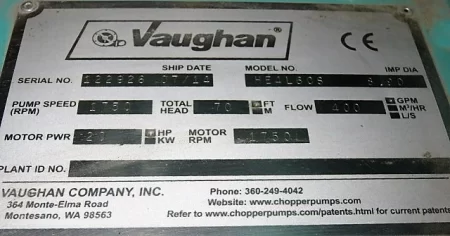 Vaughan®
CE
SHIP DATE
SERIAL NO. 122928 07/14 MODEL NO. IMP DIA
PUMP SPEED (RPM) 1750 TOTAL HEAD 70 FT M FLOW 400 GPM M³/HR L/S
MOTOR PWR HP KW MOTOR RPM 1750
PLANT ID NO.
VAUGHAN COMPANY, INC. Phone: 360-249-4042
364 Monte-Elma Road Website: www.chopperpumps.com
Montesano, WA 98563 Refer to www.chopperpumps.com/patents.html for current patents